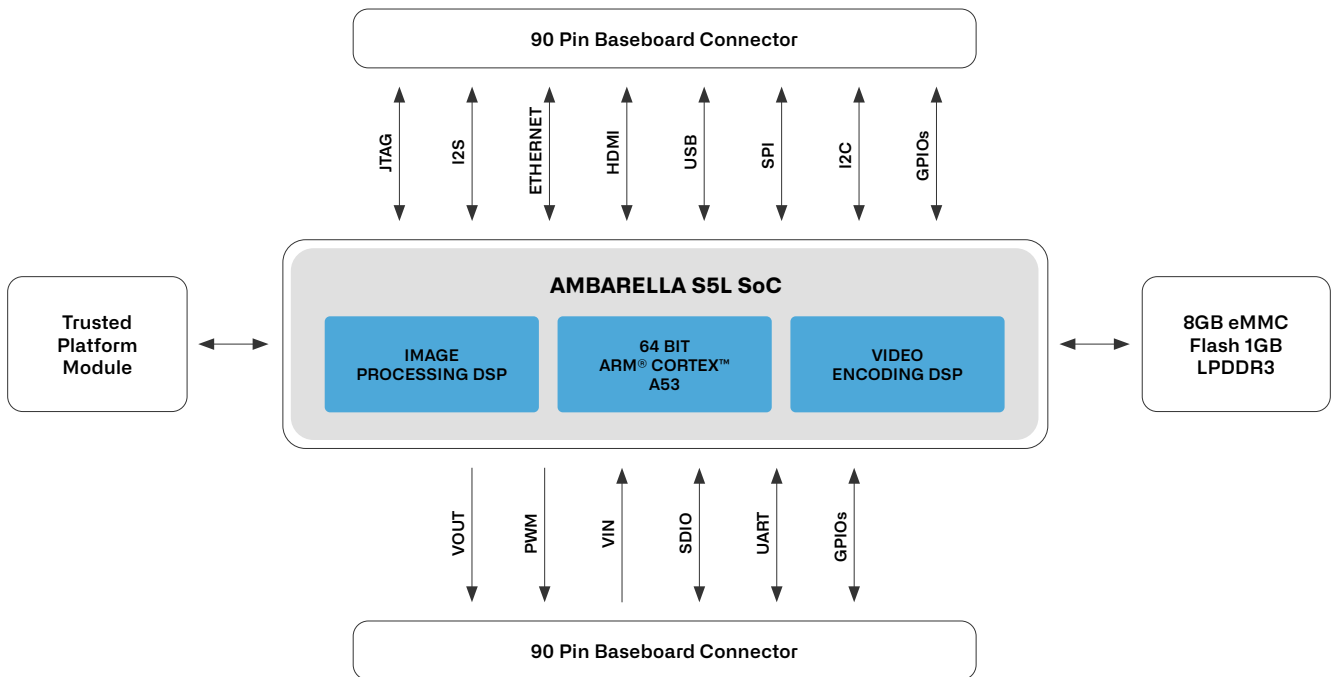 90 Pin Baseboard Connector
JTAG
I2S
ETHERNET
HDMI
USB
SPI
I2C
GPIOs
AMBARELLA S5L SoC
Trusted
Platform
Module
IMAGE
PROCESSING DSP
64 BIT
ARM® CORTEX™
A53
VIDEO
ENCODING DSP
8GB eMMC
Flash 1GB
LPDDR3
VOUT
PWM
VIN
SDIO
UART
GPIOs
90 Pin Baseboard Connector